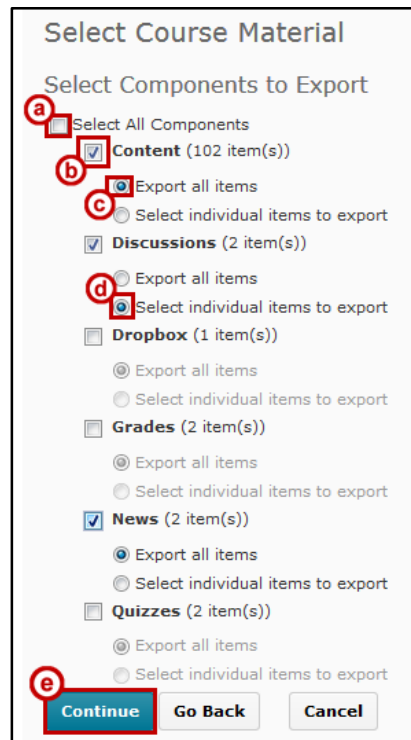 Select Course Material
Select Components to Export
a
Select All Components
b
Content (102 item(s))
c
Export all items
Select individual items to export
Discussions (2 item(s))
Export all items
d
Select individual items to export
Dropbox (1 item(s))
Export all items
Select individual items to export
Grades (2 item(s))
Export all items
Select individual items to export
News (2 item(s))
Export all items
Select individual items to export
Quizzes (2 item(s))
Export all items
Select individual items to export
e
Continue Go Back Cancel